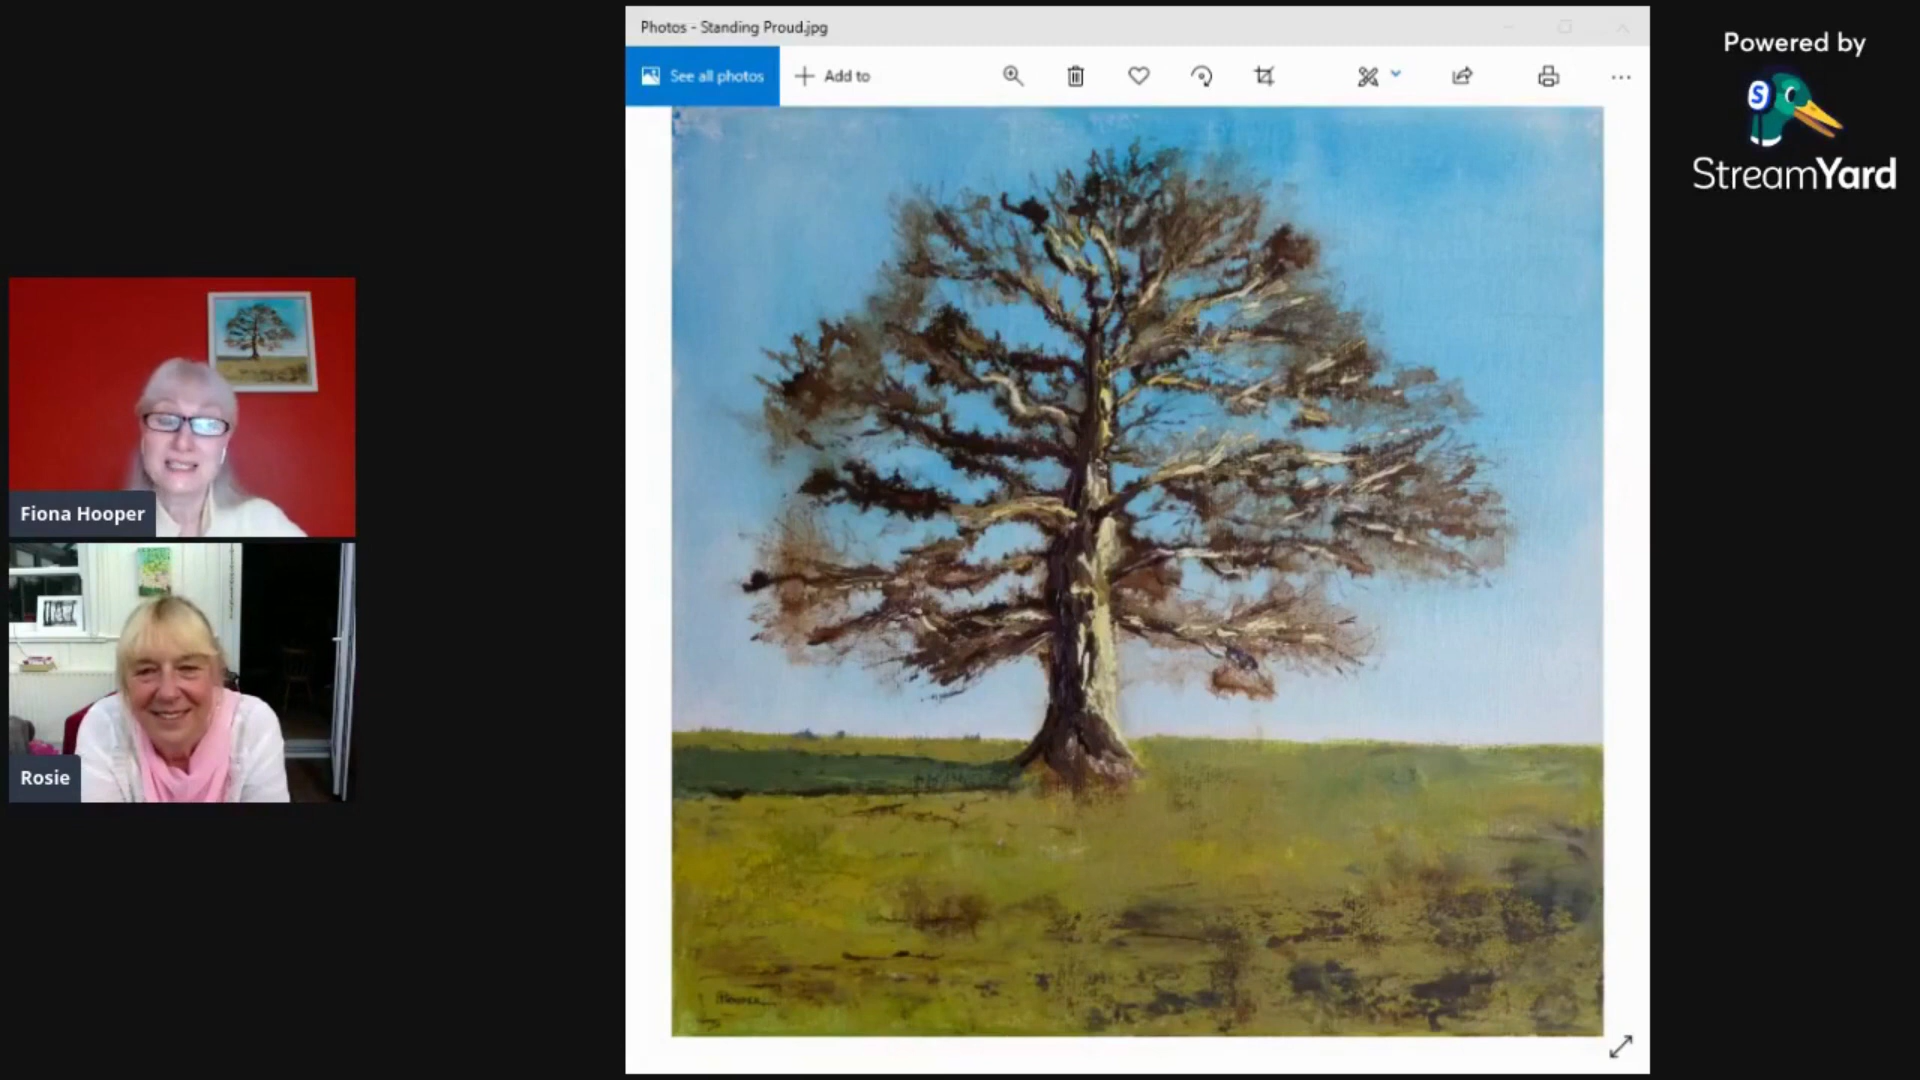 Photos - Standing Proud.jpg
See all photos
Add to
Powered by
S
StreamYard
Fiona Hooper
Rosie